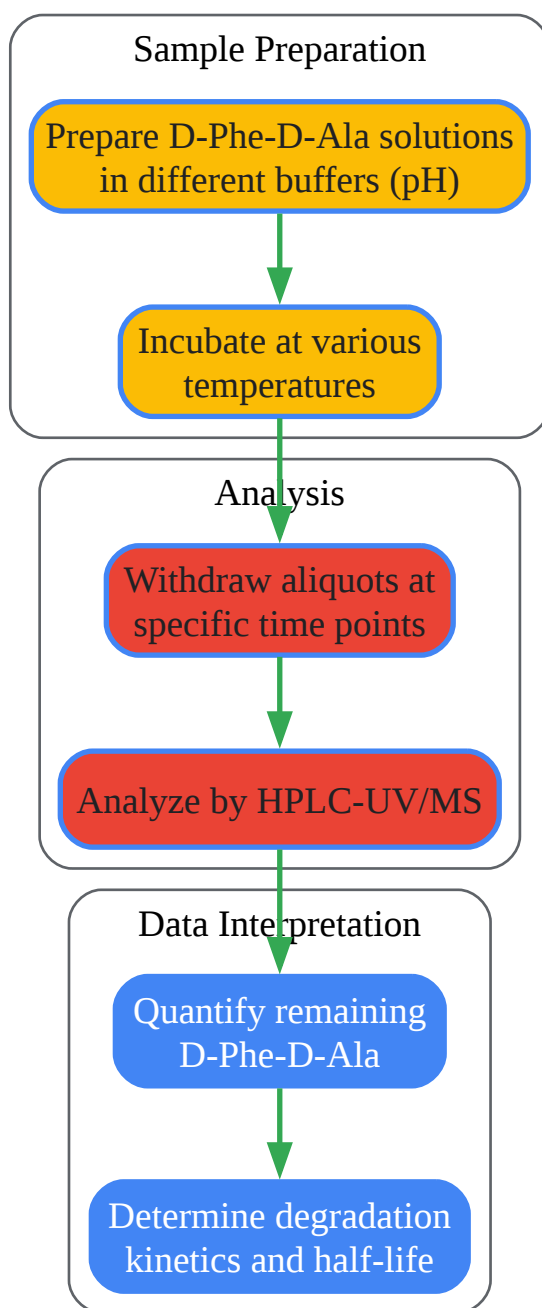 Sample Preparation
Prepare D-Phe-D-Ala solutions
in different buffers (pH)
Incubate at various
temperatures
Analysis
Withdraw aliquots at
specific time points
Analyze by HPLC-UV/MS
Data Interpretation
Quantify remaining
D-Phe-D-Ala
Determine degradation
kinetics and half-life